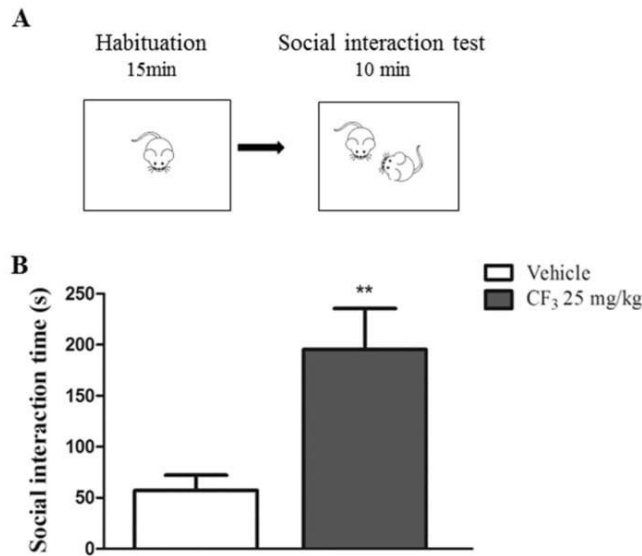 A
Habituation
15min
Social interaction test
10 min
B
Vehicle
CF₃ 25 mg/kg
Social interaction time (s)
250
200
150
100
50
0
**